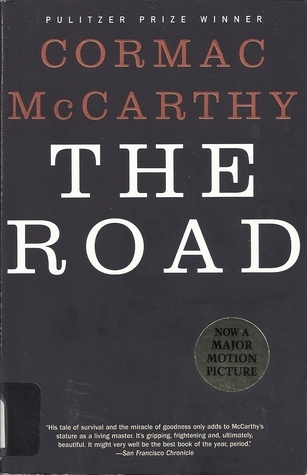 PULITZER PRIZE WINNER
CORMAC
McCARTHY
THE
ROAD
NOW A
MAJOR
MOTION
PICTURE
"His tale of survival and the miracle of goodness only adds to McCarthy's
stature as a living master. It's gripping, frightening and, ultimately,
beautiful. It might very well be the best book of the year, period."
—San Francisco Chronicle